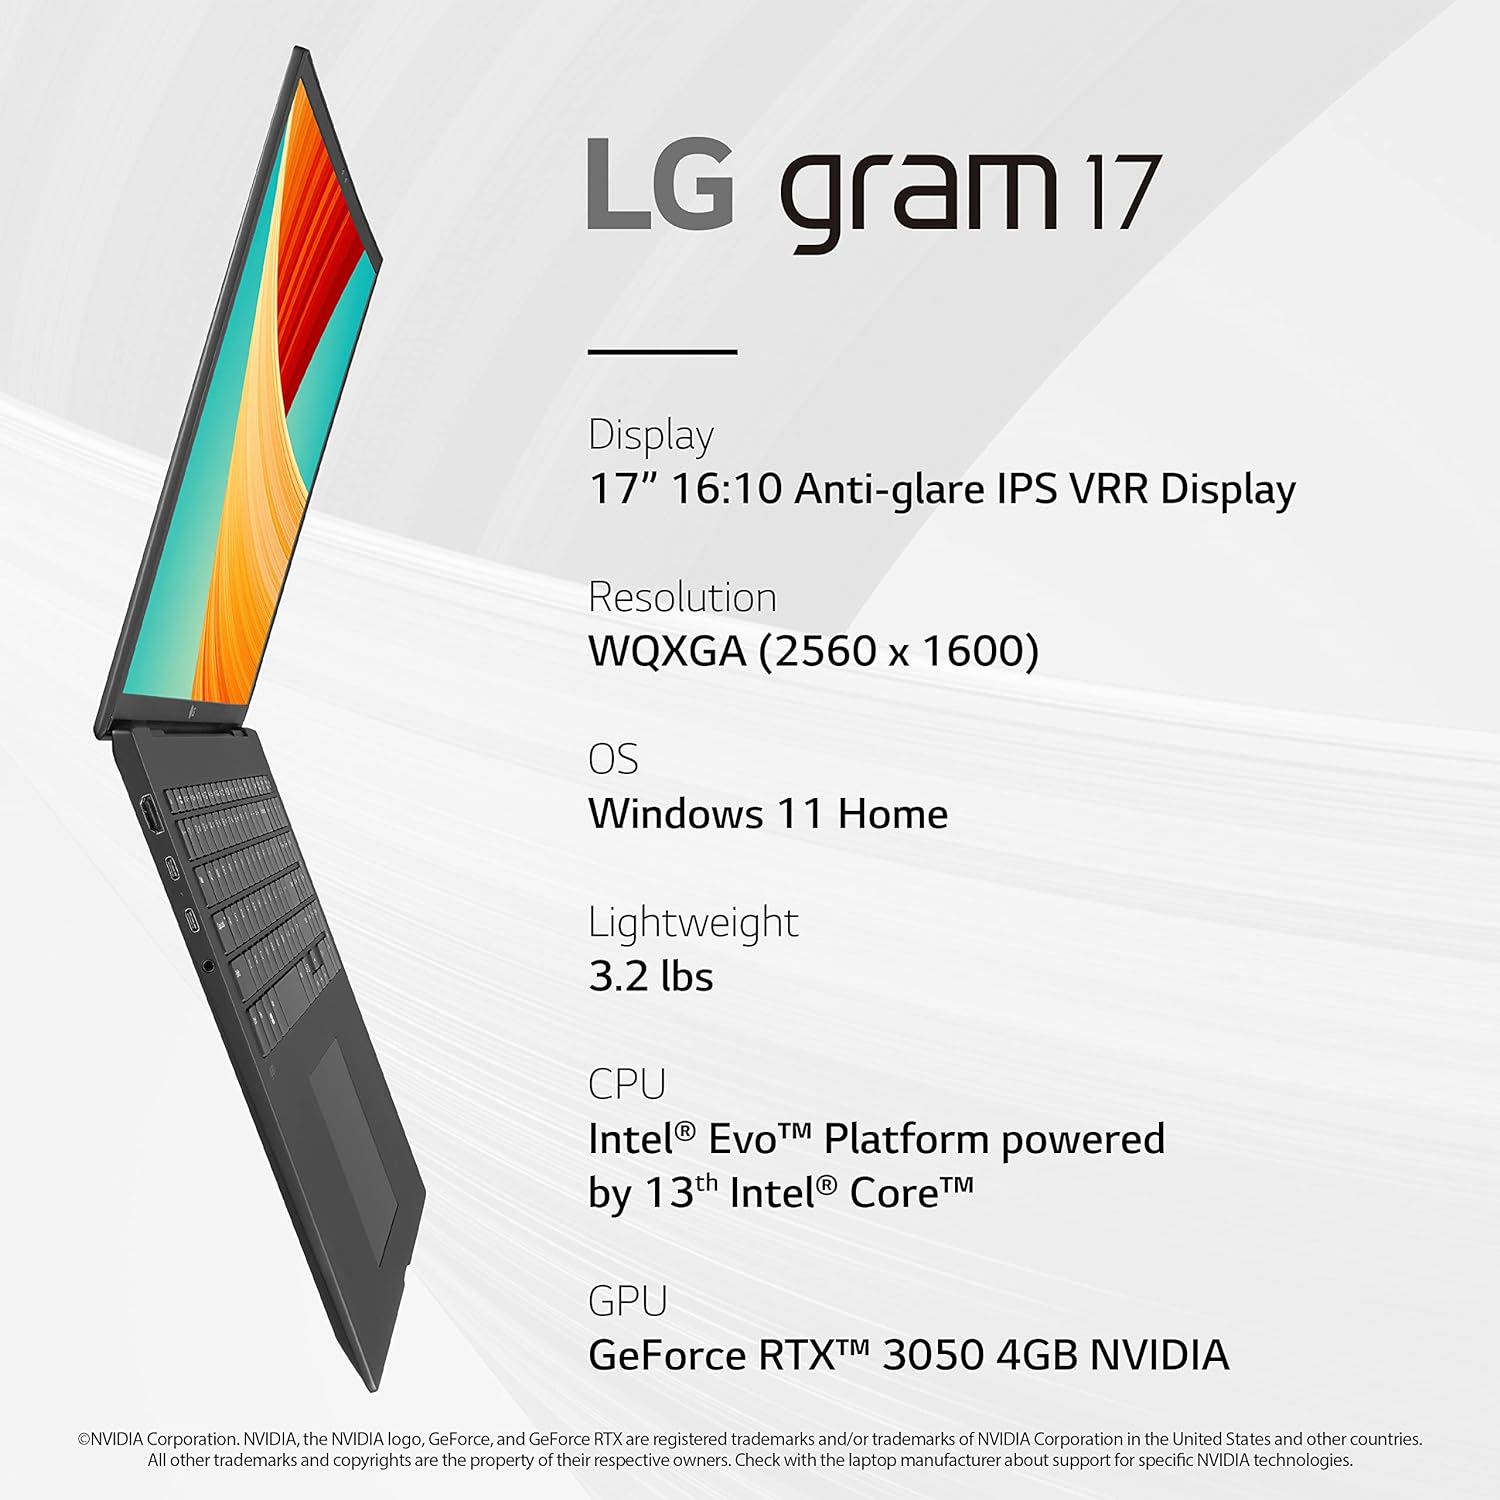 LG gram 17
Display
17” 16:10 Anti-glare IPS VRR Display
Resolution
WQXGA (2560 x 1600)
OS
Windows 11 Home
Lightweight
3.2 lbs
CPU
Intel® Evo™ Platform powered
by 13th Intel® Core™
GPU
GeForce RTX™ 3050 4GB NVIDIA
©NVIDIA Corporation. NVIDIA, the NVIDIA logo, GeForce, and GeForce RTX are registered trademarks and/or trademarks of NVIDIA Corporation in the United States and other countries.
All other trademarks and copyrights are the property of their respective owners. Check with the laptop manufacturer about support for specific NVIDIA technologies.